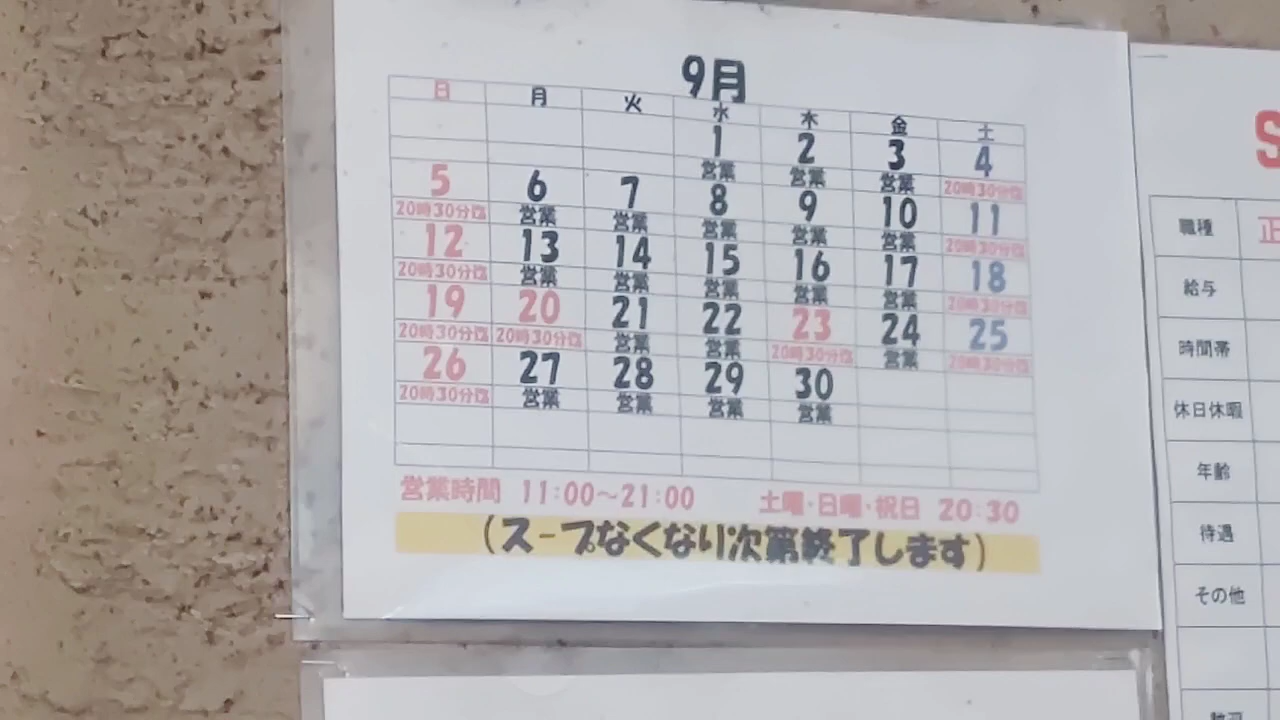 9月
日 月 火 水 木 金 土
1 2 3 4
営業 営業 営業 20時30分迄
5 6 7 8 9 10 11
20時30分迄 営業 営業 営業 営業 営業 20時30分迄
12 13 14 15 16 17 18
20時30分迄 営業 営業 営業 営業 営業 20時30分迄
19 20 21 22 23 24 25
20時30分迄 20時30分迄 営業 営業 20時30分迄 営業 20時30分迄
26 27 28 29 30
20時30分迄 営業 営業 営業 営業
営業時間 11:00～21:00 土曜・日曜・祝日 20:30
(スープなくなり次第終了します)
S
職種 正
給与
時間帯
休日休暇
年齢
待遇
その他